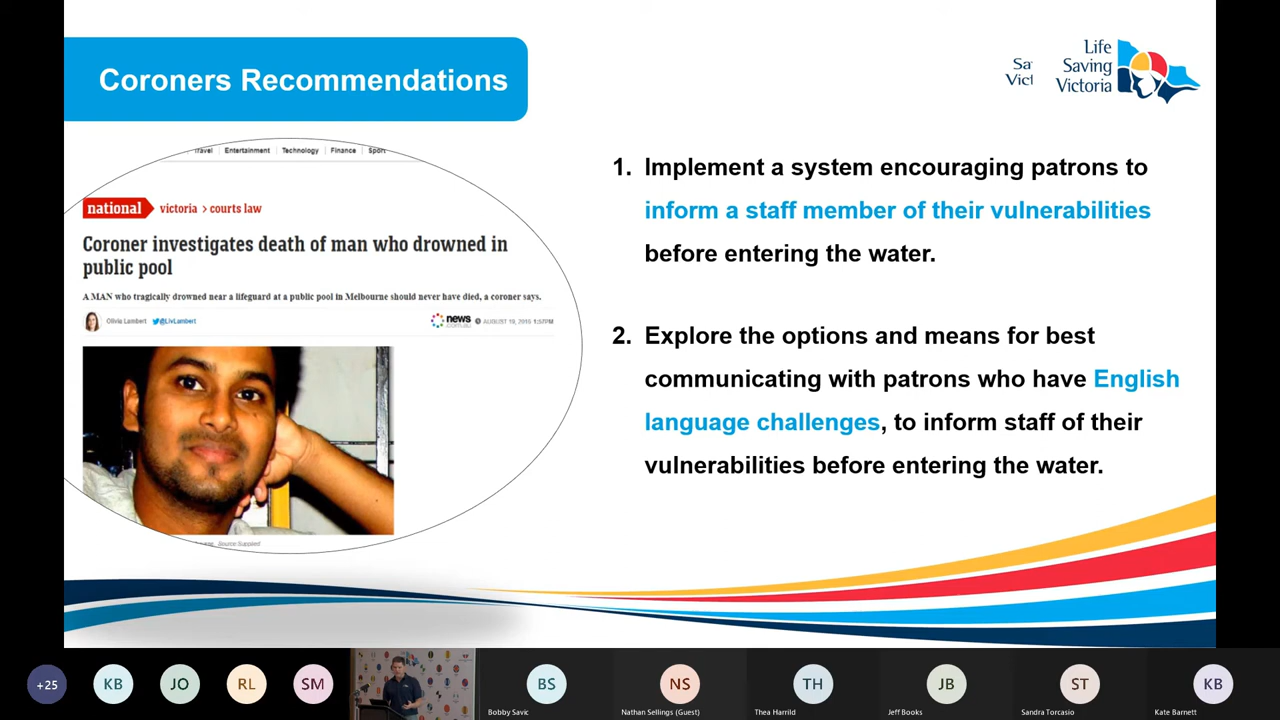 Coroners Recommendations
Sa
Vict
Life
Saving
Victoria
Travel Entertainment Technology Finance Sport
national victoria > courts law
Coroner investigates death of man who drowned in
public pool
A MAN who tragically drowned near a lifeguard at a public pool in Melbourne should never have died, a coroner says.
Olivia Lambert @LivLambert news.com.au AUGUST 19, 2016 1:57PM
Source:Supplied
1. Implement a system encouraging patrons to
inform a staff member of their vulnerabilities
before entering the water.
2. Explore the options and means for best
communicating with patrons who have English
language challenges, to inform staff of their
vulnerabilities before entering the water.
+25 KB JO RL SM BS NS TH JB ST KB
Bobby Savic Nathan Sellings (Guest) Thea Harrild Jeff Books Sandra Torcasio Kate Barnett